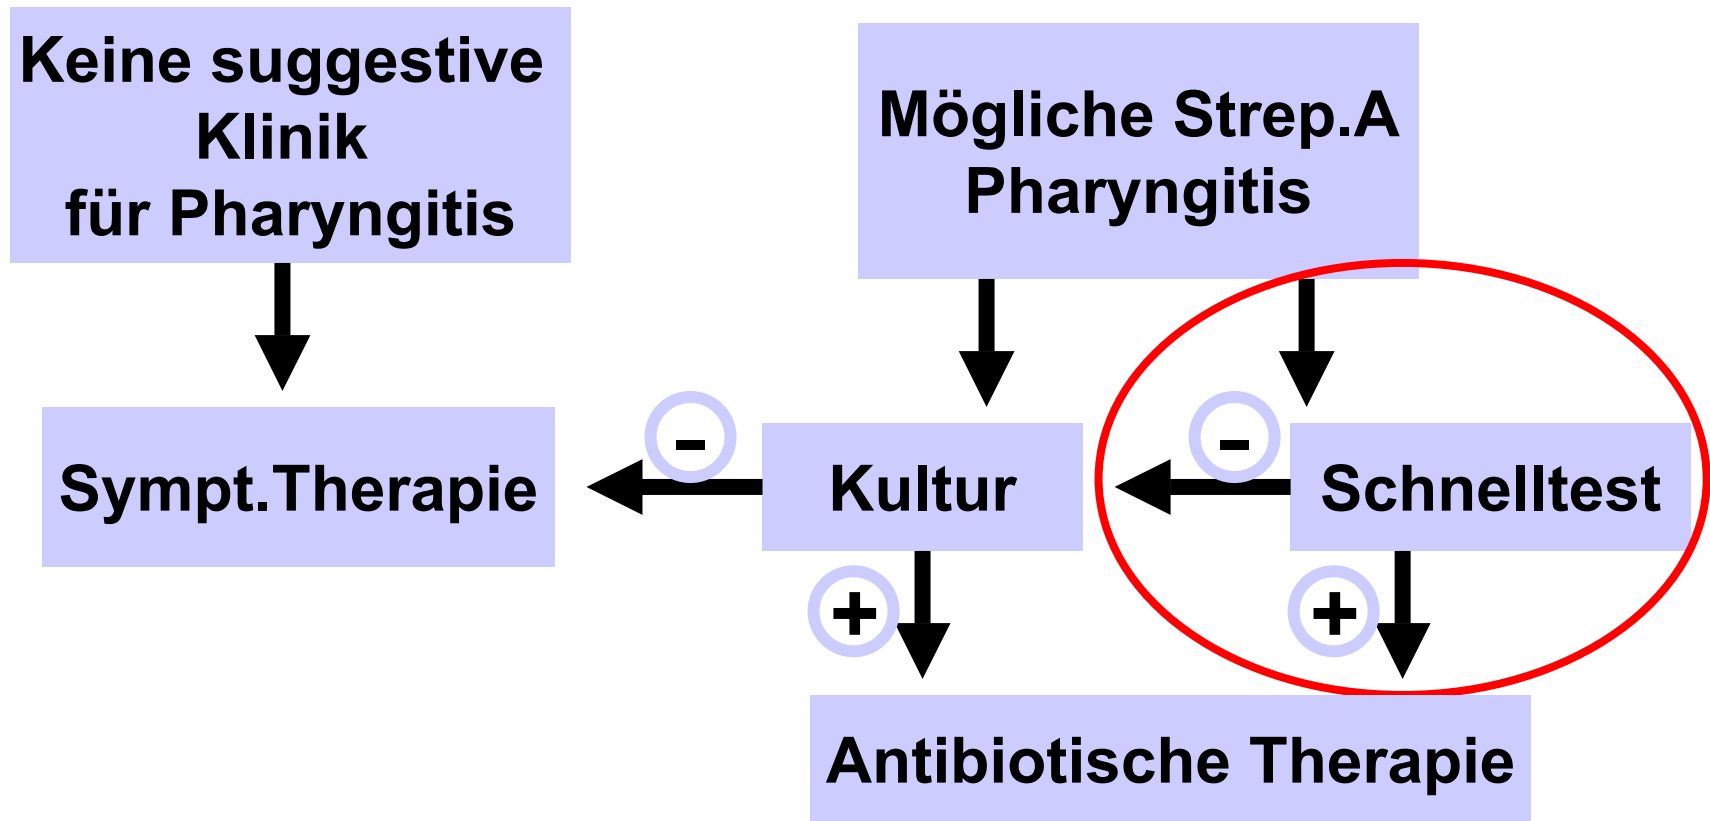 Keine suggestive
Klinik
für Pharyngitis
Mögliche Strep.A
Pharyngitis
Sympt.Therapie
-
Kultur
-
Schnelltest
+
+
Antibiotische Therapie